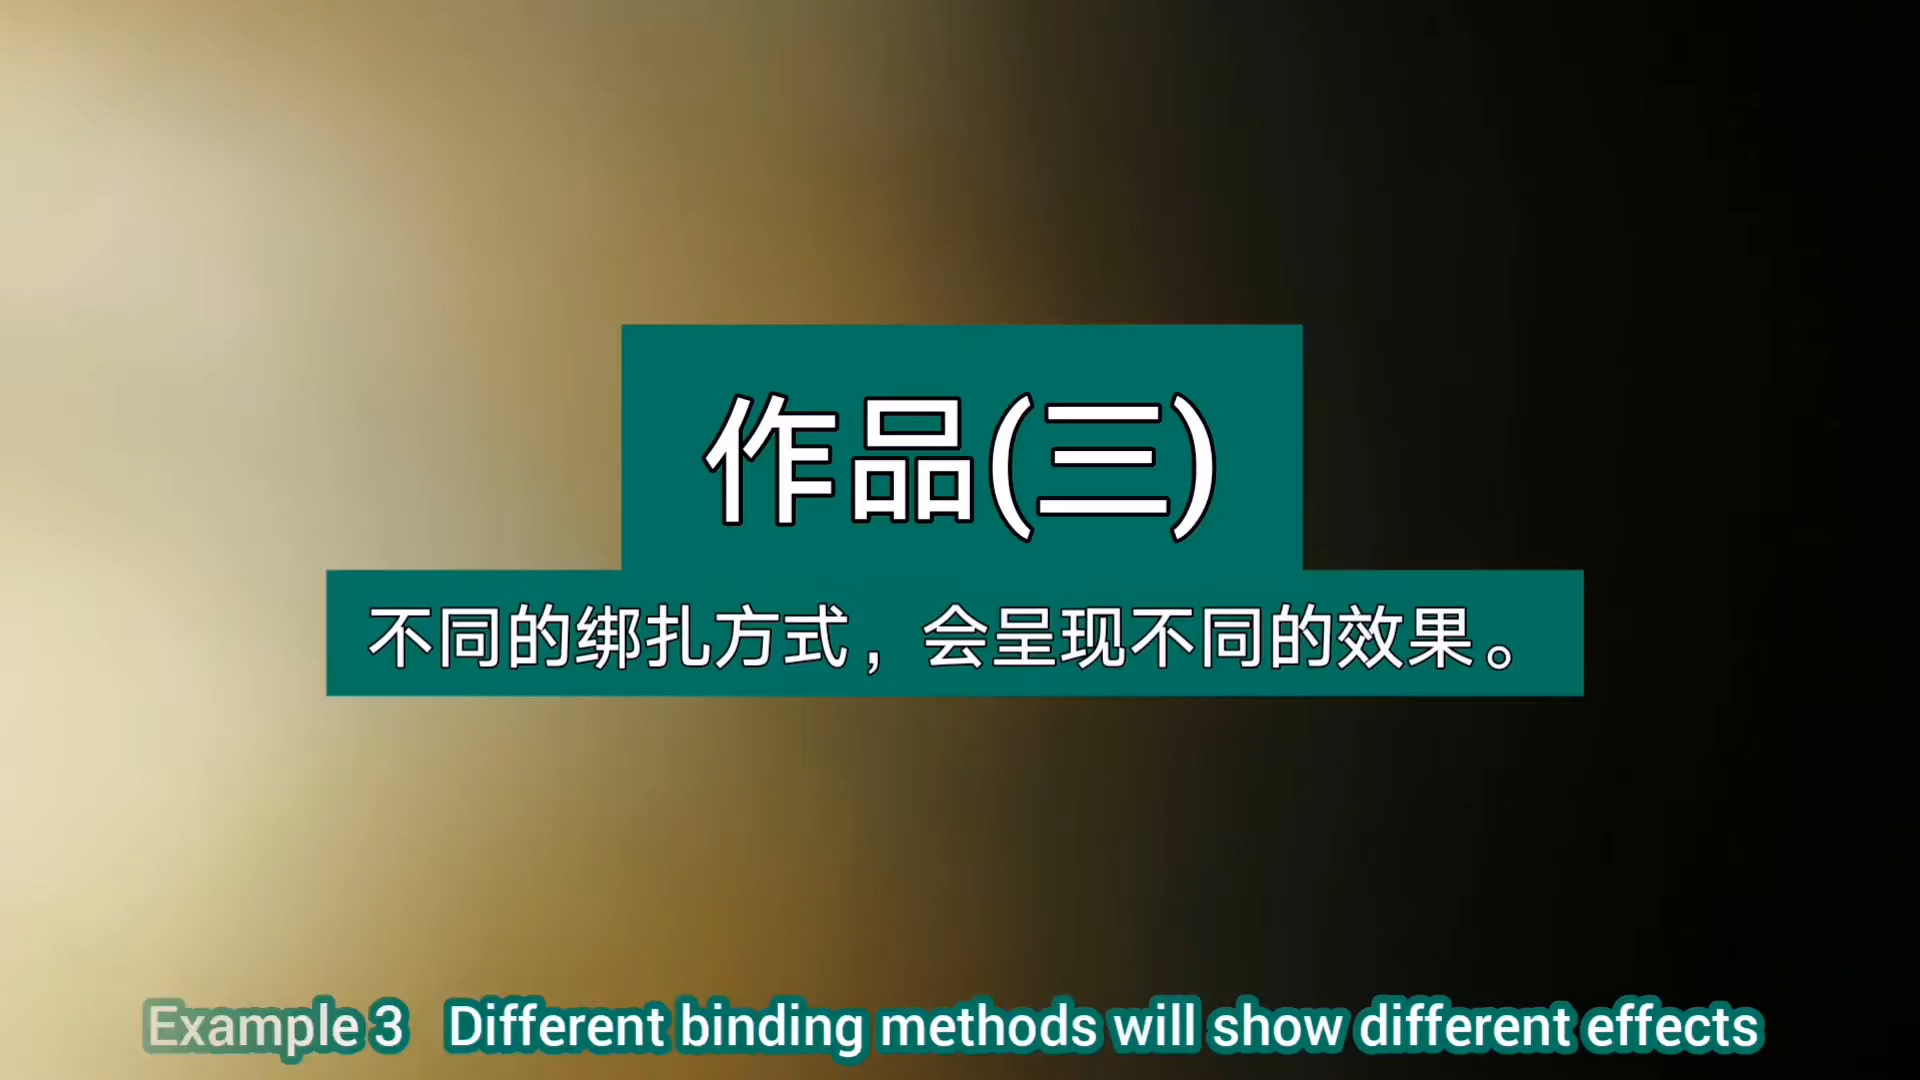 作品(三)
不同的绑扎方式，会呈现不同的效果。
Example 3 Different binding methods will show different effects